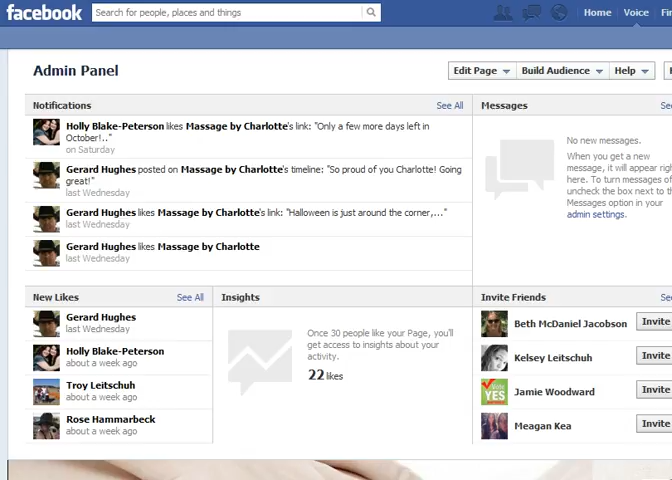 facebook
Search for people, places and things
Home Voice
Admin Panel
Edit Page Build Audience Help
Notifications
See All
Holly Blake-Peterson likes Massage by Charlotte's link: "Only a few more days left in
October!.."
on Saturday
Gerard Hughes posted on Massage by Charlotte's timeline: "So proud of you Charlotte! Going
great!"
last Wednesday
Gerard Hughes likes Massage by Charlotte's link: "Halloween is just around the corner,..."
last Wednesday
Gerard Hughes likes Massage by Charlotte
last Wednesday
Messages
No new messages.
When you get a new
message, it will appear
here. To turn messages
uncheck the box next to
Messages option in your
admin settings.
New Likes
See All
Gerard Hughes
last Wednesday
Holly Blake-Peterson
about a week ago
Troy Leitschuh
about a week ago
Rose Hammarbeck
about a week ago
Insights
Once 30 people like your Page, you'll
get access to insights about your
activity.
22 likes
Invite Friends
Beth McDaniel Jacobson
Invite
Kelsey Leitschuh
Invite
Vote
YES
Jamie Woodward
Invite
Meagan Kea
Invite